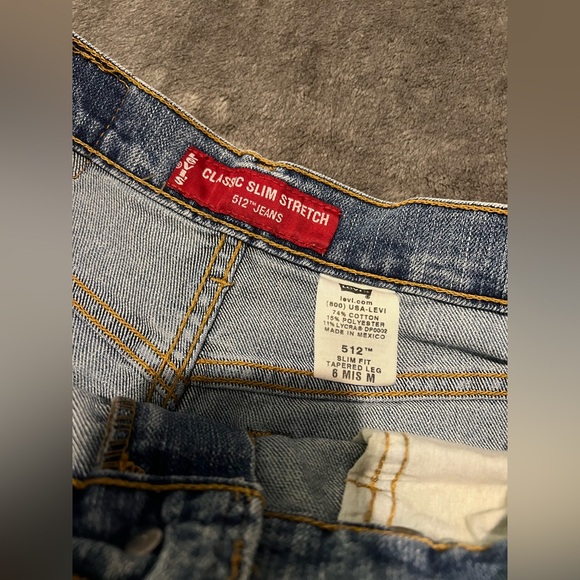 LEVI'S
CLASSIC SLIM STRETCH
512™ JEANS
levi.com
(800) USA-LEVI
74% COTTON
15% POLYESTER
11% LYCRA® DP0002
MADE IN MEXICO
512™
SLIM FIT
TAPERED LEG
6 MIS M